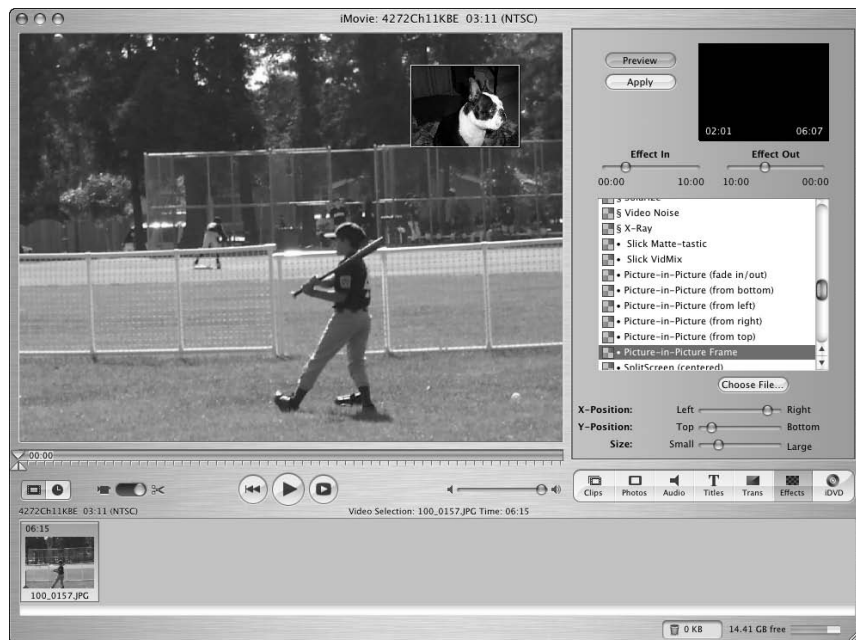 iMovie: 4272Ch11KBE 03:11 (NTSC)
Preview
Apply
02:01 06:07
Effect In Effect Out
00:00 10:00 10:00 00:00
§ Solarize
§ Video Noise
§ X-Ray
• Slick Matte-tastic
• Slick VidMix
• Picture-in-Picture (fade in/out)
• Picture-in-Picture (from bottom)
• Picture-in-Picture (from left)
• Picture-in-Picture (from right)
• Picture-in-Picture (from top)
• Picture-in-Picture Frame
• SplitScreen (centered)
Choose File...
X-Position: Left Right
Y-Position: Top Bottom
Size: Small Large
00:00
Clips Photos Audio Titles Trans Effects iDVD
4272Ch11KBE 03:11 (NTSC) Video Selection: 100_0157.JPG Time: 06:15
06:15
100_0157.JPG
0 KB 14.41 GB free